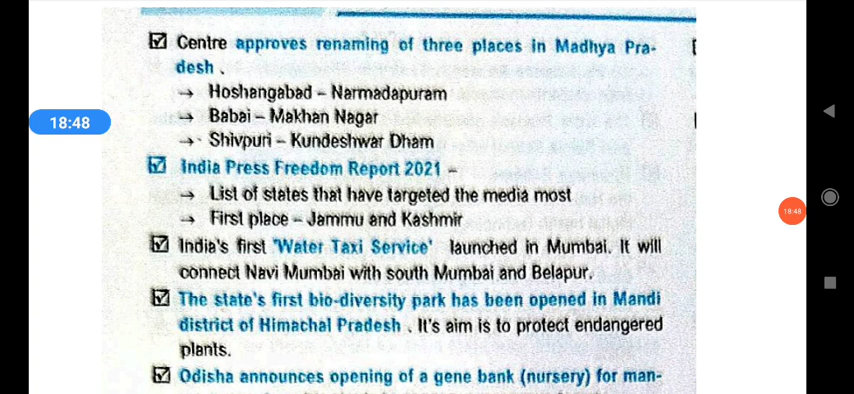 Centre approves renaming of three places in Madhya Pra-
desh .
→ Hoshangabad – Narmadapuram
→ Babai – Makhan Nagar
→ Shivpuri – Kundeshwar Dham
India Press Freedom Report 2021 –
→ List of states that have targeted the media most
→ First place – Jammu and Kashmir
India's first 'Water Taxi Service' launched in Mumbai. It will
connect Navi Mumbai with south Mumbai and Belapur.
The state's first bio-diversity park has been opened in Mandi
district of Himachal Pradesh . It's aim is to protect endangered
plants.
Odisha announces opening of a gene bank (nursery) for man-
18:48
18:48